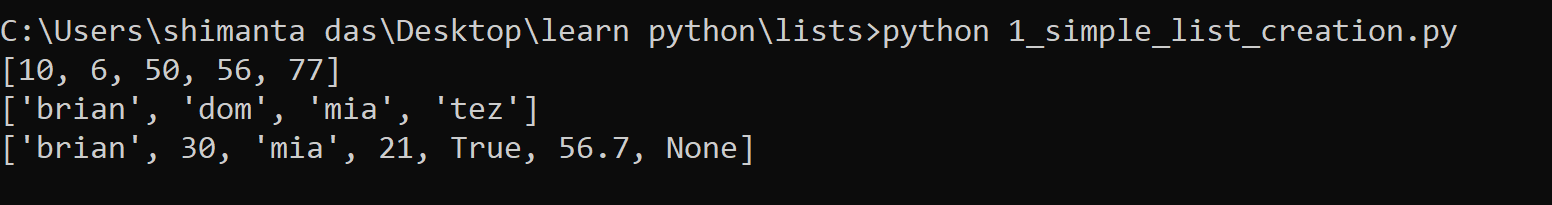 C:\Users\shimanta das\Desktop\learn python\lists>python 1_simple_list_creation.py
[10, 6, 50, 56, 77]
['brian', 'dom', 'mia', 'tez']
['brian', 30, 'mia', 21, True, 56.7, None]